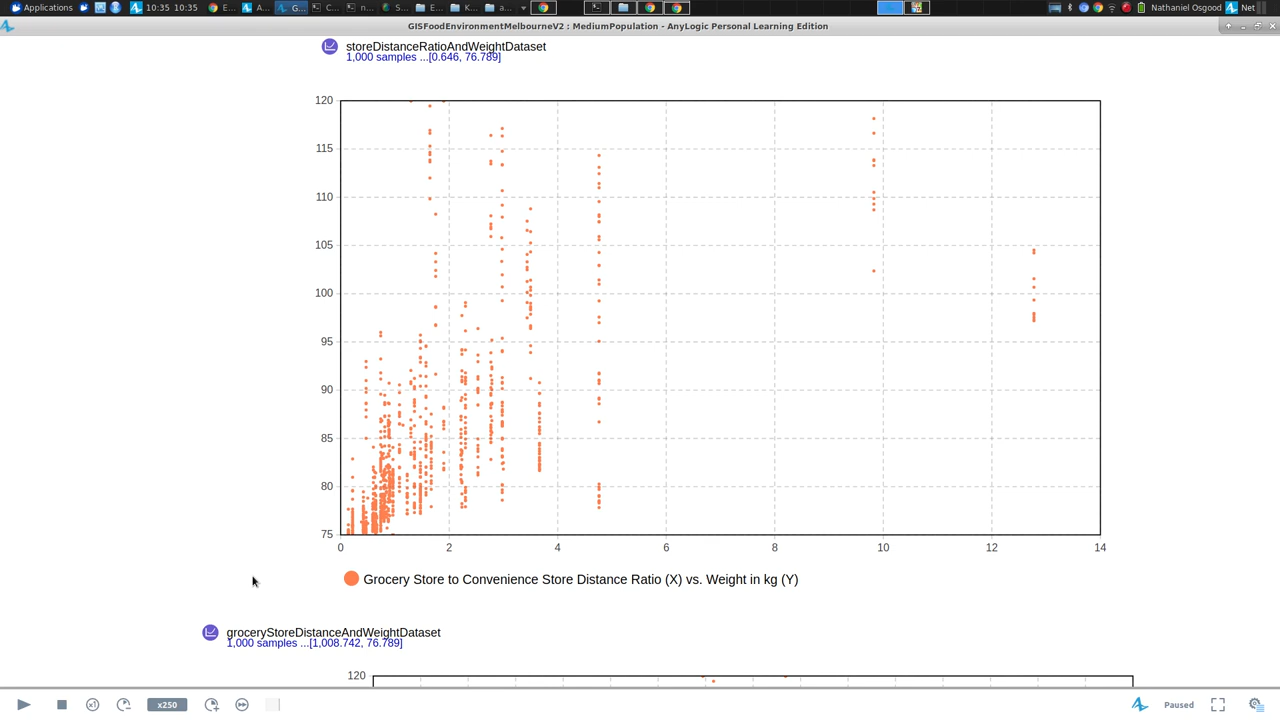 Applications 10:35 10:35 E... A... G... C... n... S... E... K... a... Nathaniel Osgood Net
GISFoodEnvironmentMelbourneV2 : MediumPopulation - AnyLogic Personal Learning Edition
storeDistanceRatioAndWeightDataset
1,000 samples ...[0.646, 76.789]
120
115
110
105
100
95
90
85
80
75
0 2 4 6 8 10 12 14
Grocery Store to Convenience Store Distance Ratio (X) vs. Weight in kg (Y)
groceryStoreDistanceAndWeightDataset
1,000 samples ...[1,008.742, 76.789]
120
x1 x250 Paused